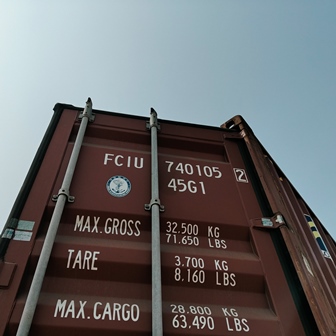 FCIU 740105 2
45G1
MAX.GROSS 32.500 KG
71.650 LBS
TARE 3.700 KG
8.160 LBS
MAX.CARGO 28.800 KG
63.490 LBS